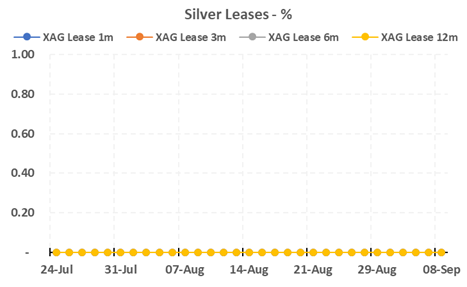 Silver Leases - %
XAG Lease 1m XAG Lease 3m XAG Lease 6m XAG Lease 12m
1.00
0.80
0.60
0.40
0.20
-
24-Jul 31-Jul 07-Aug 14-Aug 21-Aug 29-Aug 08-Sep